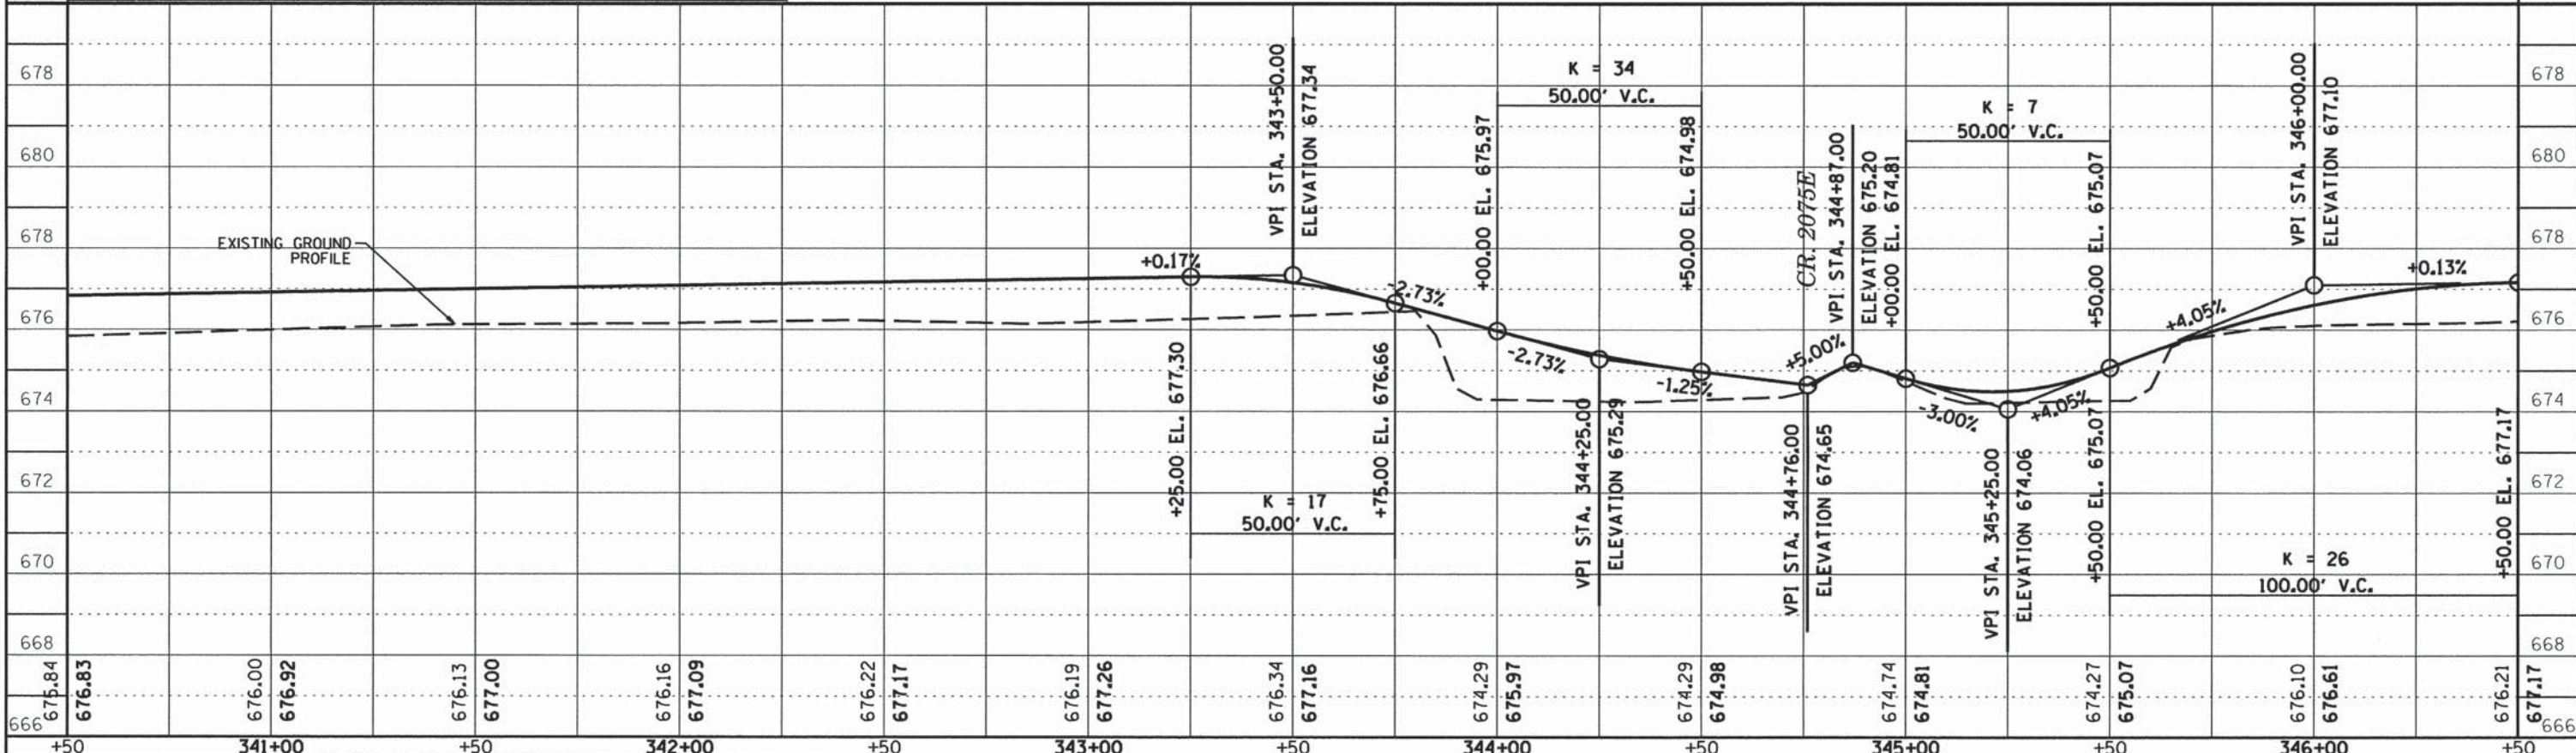 678
680
678
676
674
672
670
668
666
678
680
678
676
674
672
670
668
666
EXISTING GROUND
PROFILE
+0.17%
VPI STA. 343+50.00
ELEVATION 677.34
+25.00 EL. 677.30
+75.00 EL. 676.66
K = 17
50.00' V.C.
-2.73%
K = 34
50.00' V.C.
+00.00 EL. 675.97
+50.00 EL. 674.98
-2.73%
VPI STA. 344+25.00
ELEVATION 675.29
-1.25%
CR. 2075E
VPI STA. 344+76.00
ELEVATION 674.65
+5.00%
VPI STA. 344+87.00
ELEVATION 675.20
+00.00 EL. 674.81
K = 7
50.00' V.C.
+50.00 EL. 675.07
-3.00%
VPI STA. 345+25.00
ELEVATION 674.06
+4.05%
+50.00 EL. 675.07
+4.05%
VPI STA. 346+00.00
ELEVATION 677.10
+0.13%
K = 26
100.00' V.C.
+50.00 EL. 677.17
675.84
676.83
676.00
676.92
676.13
677.00
676.16
677.09
676.22
677.17
676.19
677.26
676.34
677.16
674.29
675.97
674.29
674.98
674.74
674.81
674.27
675.07
676.10
676.61
676.21
677.17
+50
341+00
+50
342+00
+50
343+00
+50
344+00
+50
345+00
+50
346+00
+50